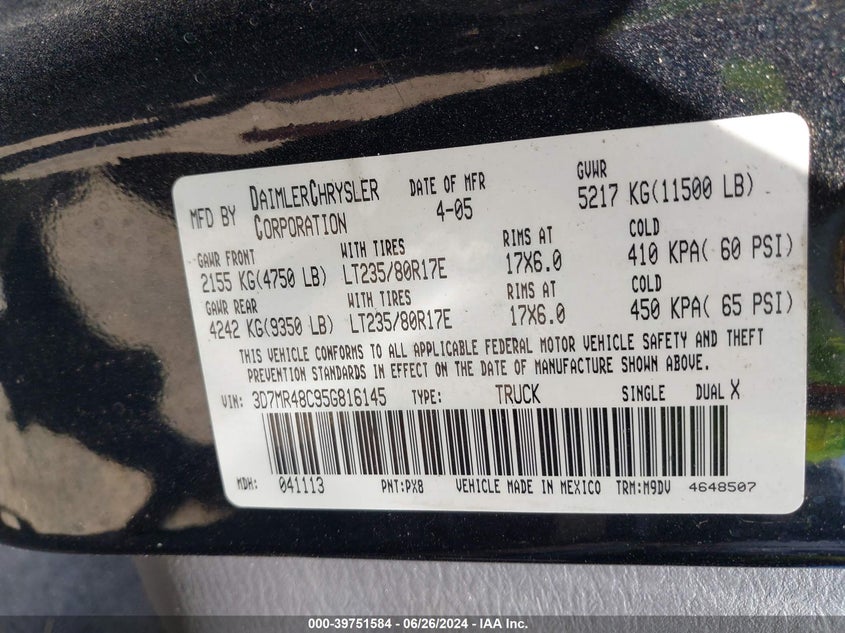 MFD BY DAIMLERCHRYSLER CORPORATION DATE OF MFR 4-05 GVWR 5217 KG(11500 LB)
GAWR FRONT WITH TIRES RIMS AT COLD
2155 KG(4750 LB) LT235/80R17E 17X6.0 410 KPA( 60 PSI)
GAWR REAR WITH TIRES RIMS AT COLD
4242 KG(9350 LB) LT235/80R17E 17X6.0 450 KPA( 65 PSI)
THIS VEHICLE CONFORMS TO ALL APPLICABLE FEDERAL MOTOR VEHICLE SAFETY AND THEFT
PREVENTION STANDARDS IN EFFECT ON THE DATE OF MANUFACTURE SHOWN ABOVE.
VIN: 3D7MR48C95G816145 TYPE: TRUCK SINGLE DUAL X
MDH: 041113 PNT:PX8 VEHICLE MADE IN MEXICO TRM:M9DV 4648507
000-39751584 / 06/26/2024 - IAA Inc.